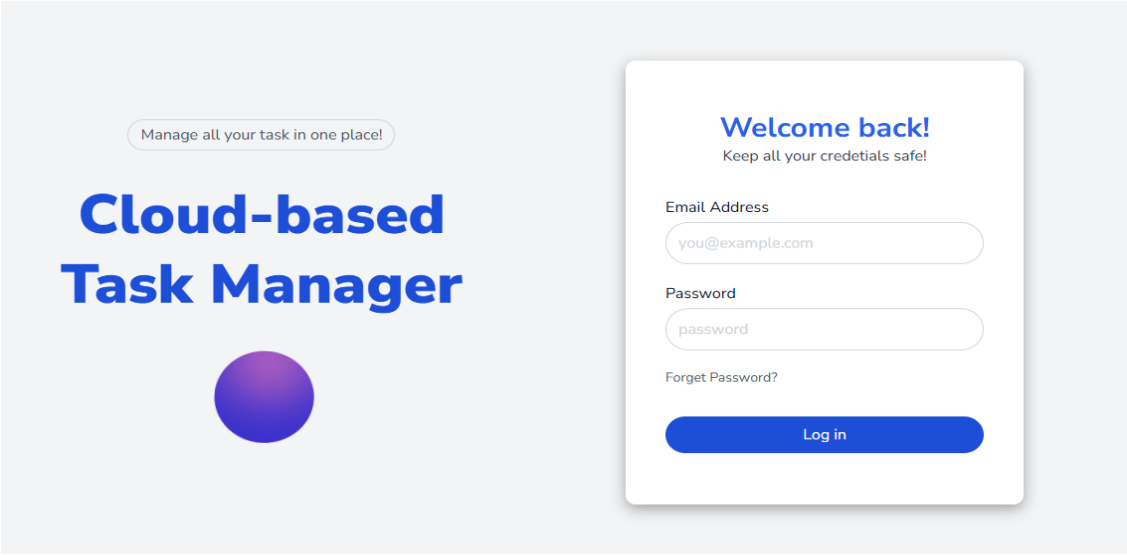 Manage all your task in one place!
Cloud-based
Task Manager
Welcome back!
Keep all your credetials safe!
Email Address
you@example.com
Password
password
Forget Password?
Log in